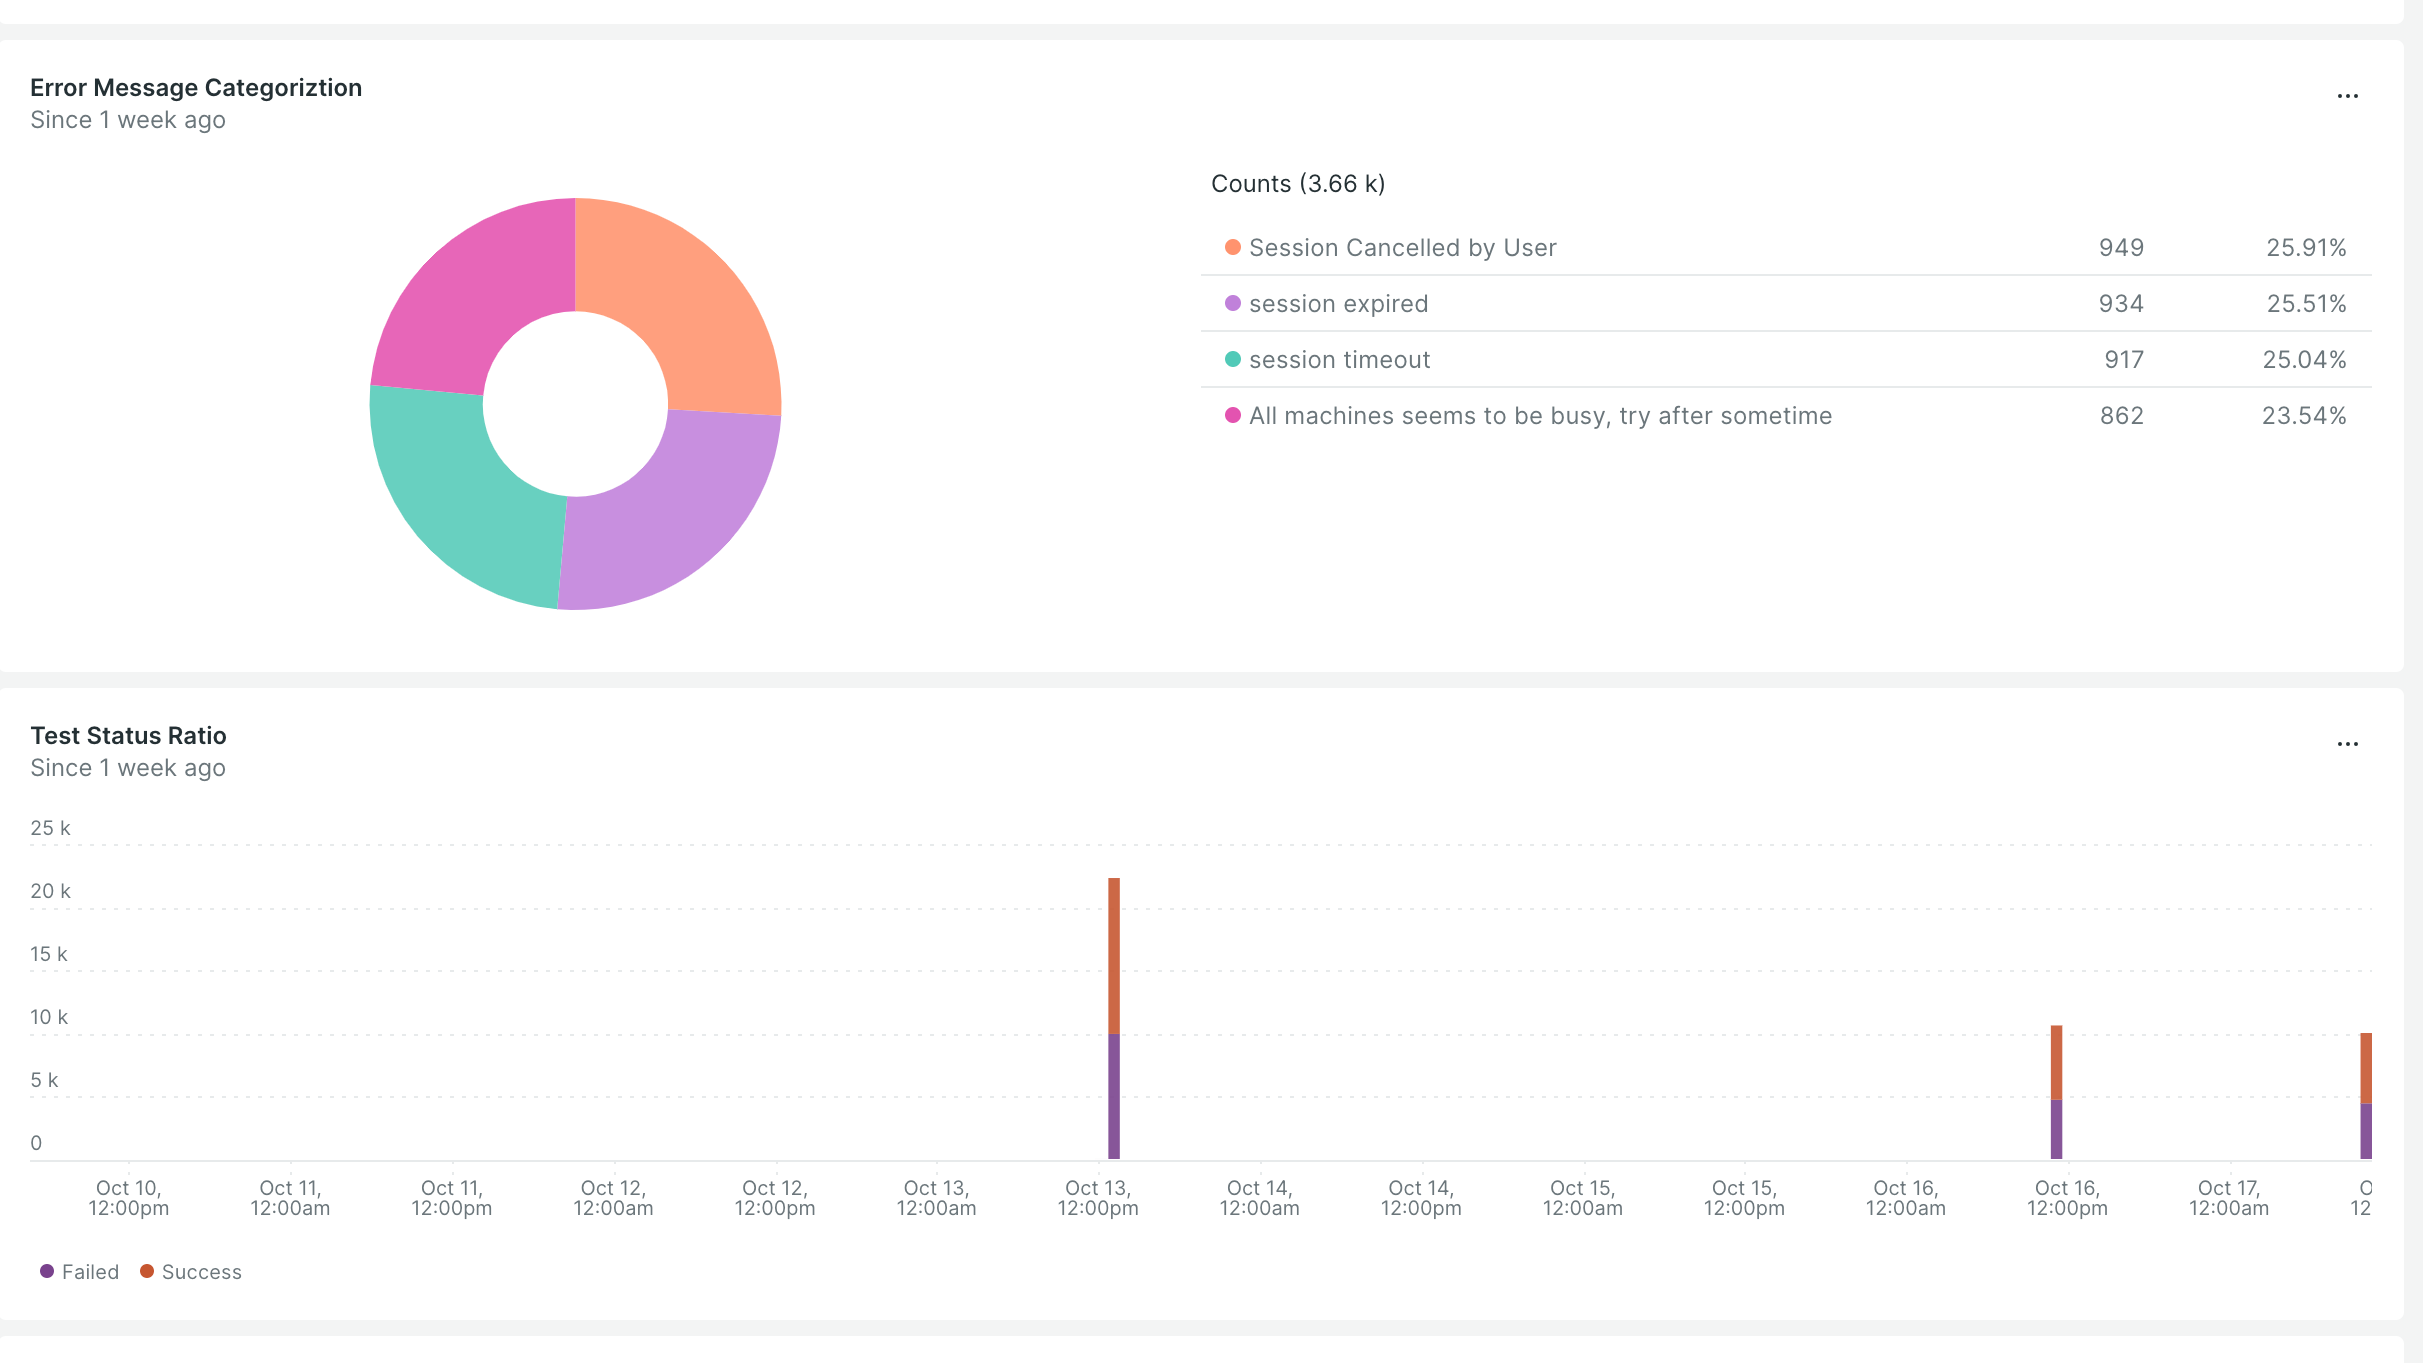 Error Message Categoriztion
Since 1 week ago
Counts (3.66 k)
Session Cancelled by User 949 25.91%
session expired 934 25.51%
session timeout 917 25.04%
All machines seems to be busy, try after sometime 862 23.54%
Test Status Ratio
Since 1 week ago
25 k
20 k
15 k
10 k
5 k
0
Oct 10, Oct 11, Oct 11, Oct 12, Oct 12, Oct 13, Oct 13, Oct 14, Oct 14, Oct 15, Oct 15, Oct 16, Oct 16, Oct 17, O
12:00pm 12:00am 12:00pm 12:00am 12:00pm 12:00am 12:00pm 12:00am 12:00pm 12:00am 12:00pm 12:00am 12:00pm 12:00am 12
Failed Success